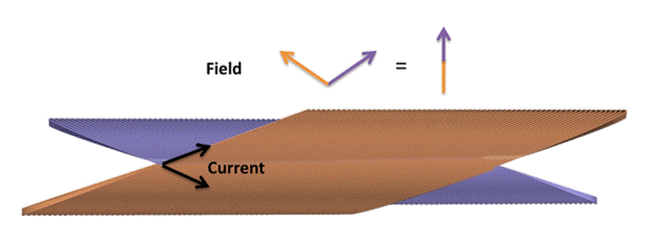 Field
=
Current